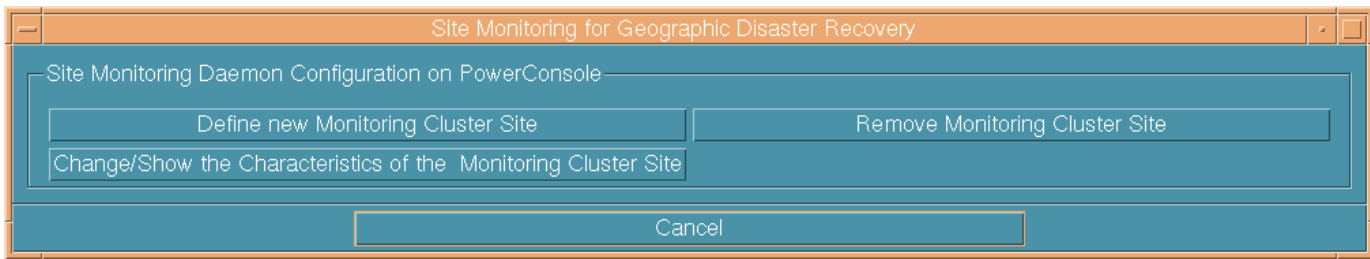 Site Monitoring for Geographic Disaster Recovery
Site Monitoring Daemon Configuration on PowerConsole
Define new Monitoring Cluster Site
Remove Monitoring Cluster Site
Change/Show the Characteristics of the  Monitoring Cluster Site
Cancel